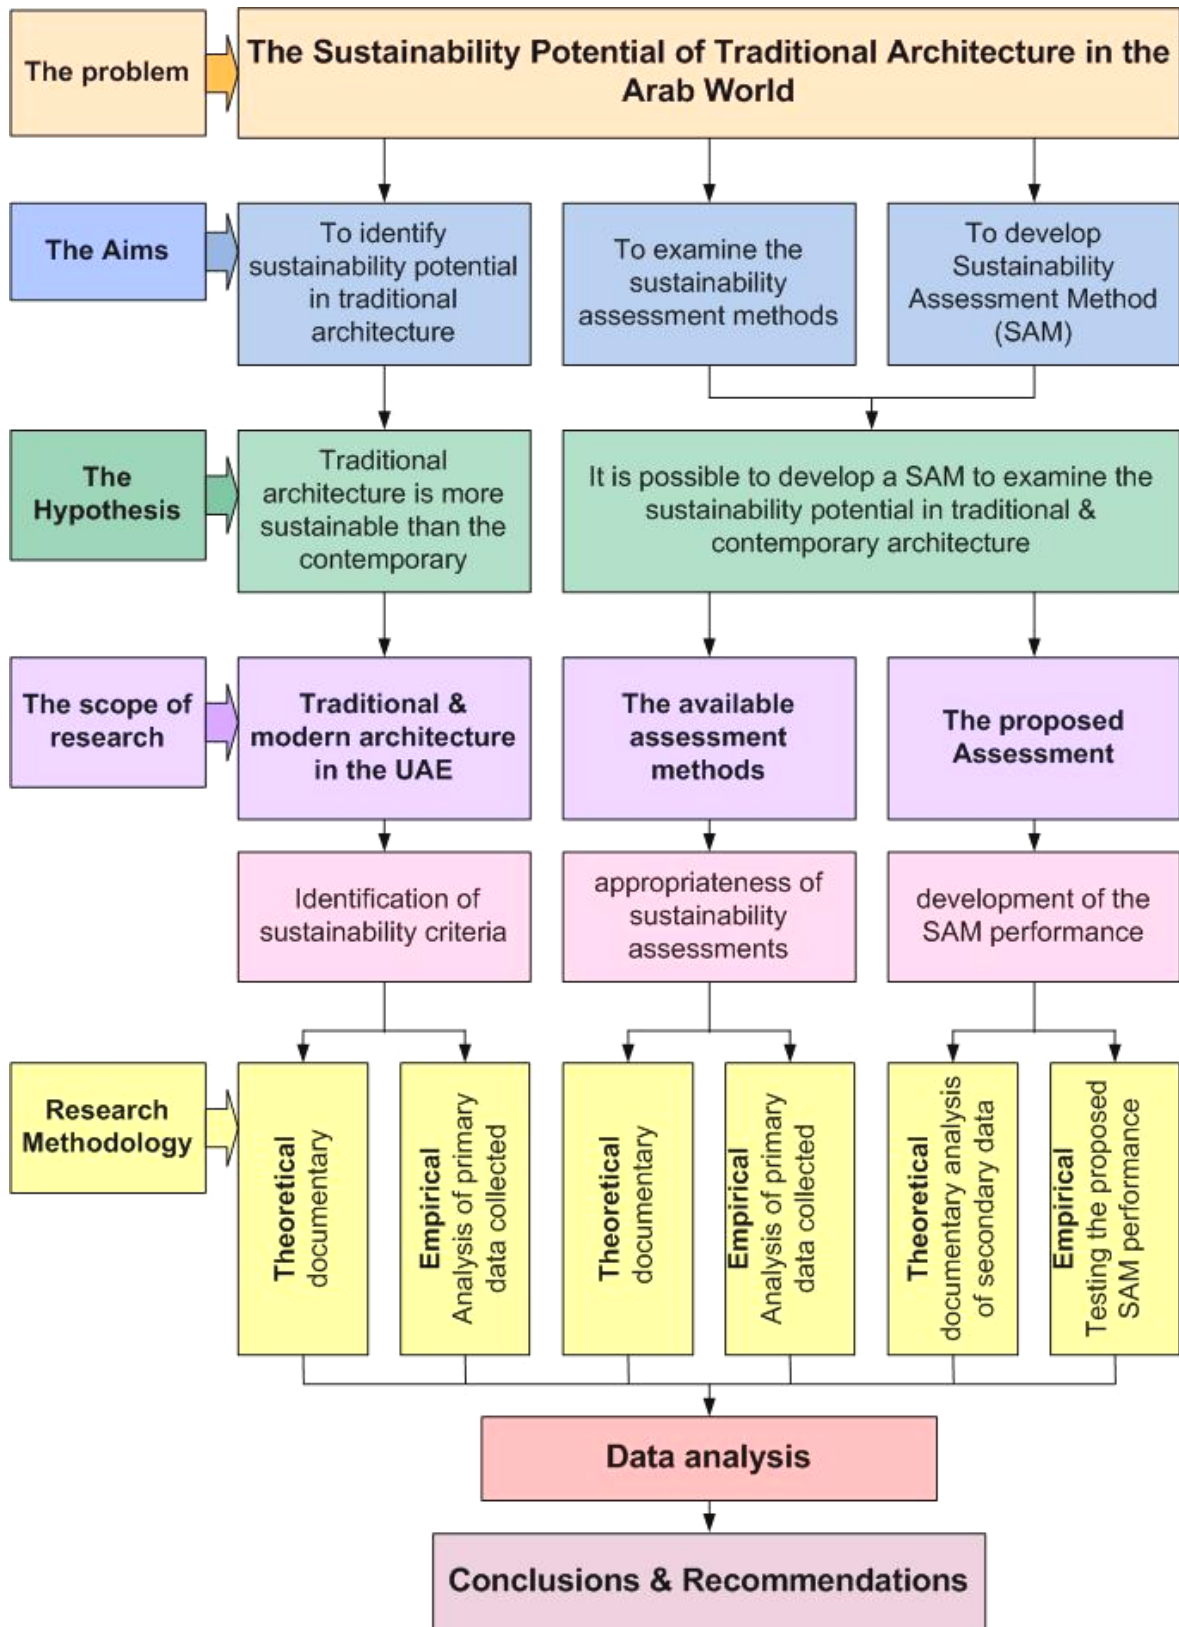 The problem
The Sustainability Potential of Traditional Architecture in the
Arab World
The Aims
To identify
sustainability potential
in traditional
architecture
To examine the
sustainability
assessment methods
To develop
Sustainability
Assessment Method
(SAM)
The
Hypothesis
Traditional
architecture is more
sustainable than the
contemporary
It is possible to develop a SAM to examine the
sustainability potential in traditional &
contemporary architecture
The scope of
research
Traditional &
modern architecture
in the UAE
The available
assessment
methods
The proposed
Assessment
Identification of
sustainability criteria
appropriateness of
sustainability
assessments
development of the
SAM performance
Research
Methodology
Theoretical
documentary
Empirical
Analysis of primary
data collected
Theoretical
documentary
Empirical
Analysis of primary
data collected
Theoretical
documentary analysis
of secondary data
Empirical
Testing the proposed
SAM performance
Data analysis
Conclusions & Recommendations